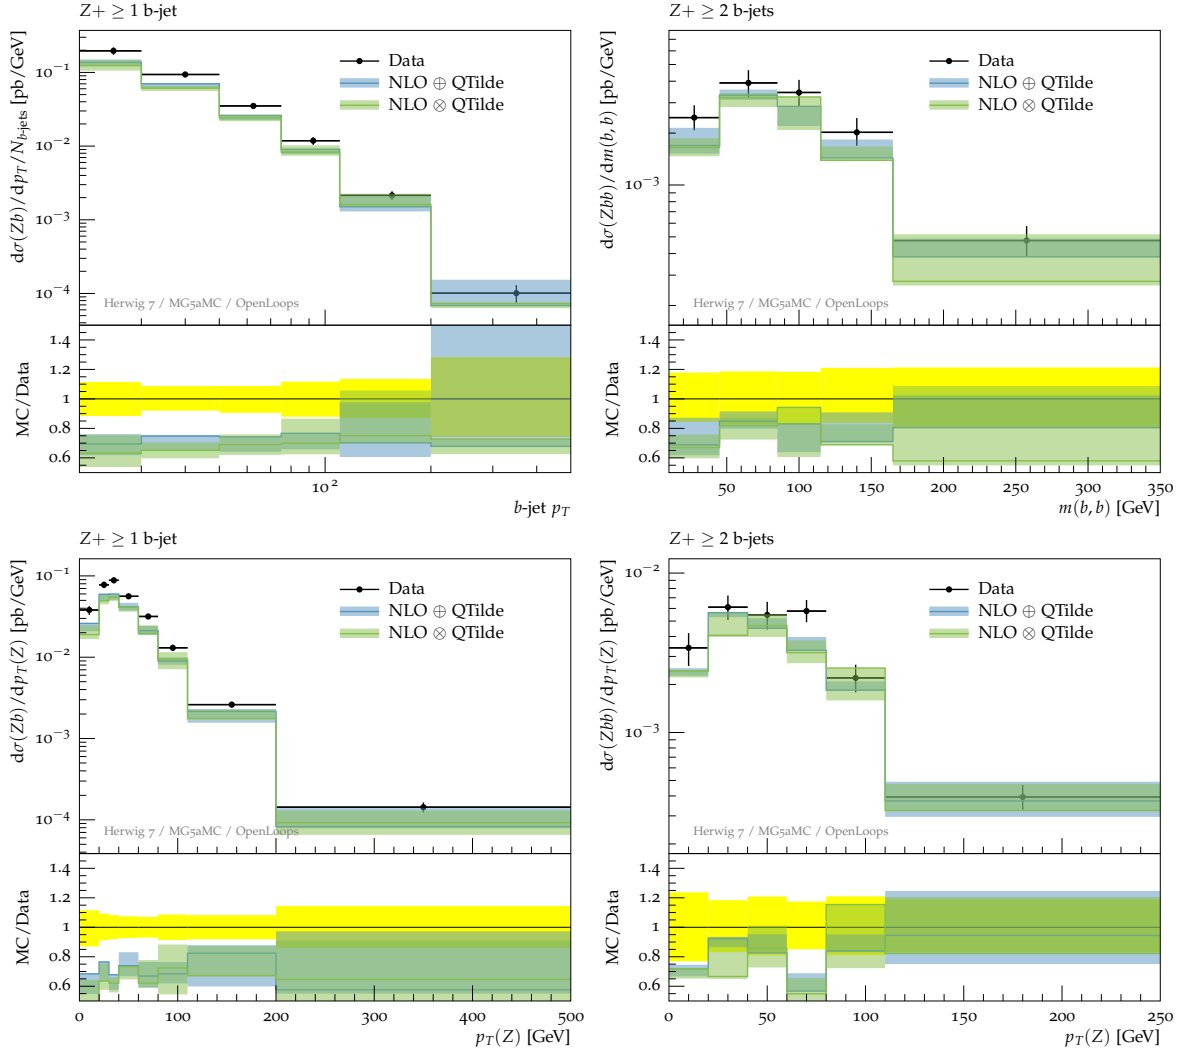 Z+ ≥ 1 b-jet
dσ(Zb)/dp_T/N_b-jets [pb/GeV]
10^−1
10^−2
10^−3
10^−4
Data
NLO ⊕ QTilde
NLO ⊗ QTilde
Herwig 7 / MG5aMC / OpenLoops
MC/Data
1.4
1.2
1
0.8
0.6
10^2
b-jet p_T
Z+ ≥ 2 b-jets
dσ(Zbb)/dm(b, b) [pb/GeV]
10^−3
Data
NLO ⊕ QTilde
NLO ⊗ QTilde
Herwig 7 / MG5aMC / OpenLoops
MC/Data
1.4
1.2
1
0.8
0.6
50 100 150 200 250 300 350
m(b, b) [GeV]
Z+ ≥ 1 b-jet
dσ(Zb)/dp_T(Z) [pb/GeV]
10^−1
10^−2
10^−3
10^−4
Data
NLO ⊕ QTilde
NLO ⊗ QTilde
Herwig 7 / MG5aMC / OpenLoops
MC/Data
1.4
1.2
1
0.8
0.6
0 100 200 300 400 500
p_T(Z) [GeV]
Z+ ≥ 2 b-jets
dσ(Zbb)/dp_T(Z) [pb/GeV]
10^−2
10^−3
Data
NLO ⊕ QTilde
NLO ⊗ QTilde
Herwig 7 / MG5aMC / OpenLoops
MC/Data
1.4
1.2
1
0.8
0.6
0 50 100 150 200 250
p_T(Z) [GeV]